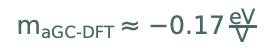 m_aGC-DFT ≈ −0.17 eV/V